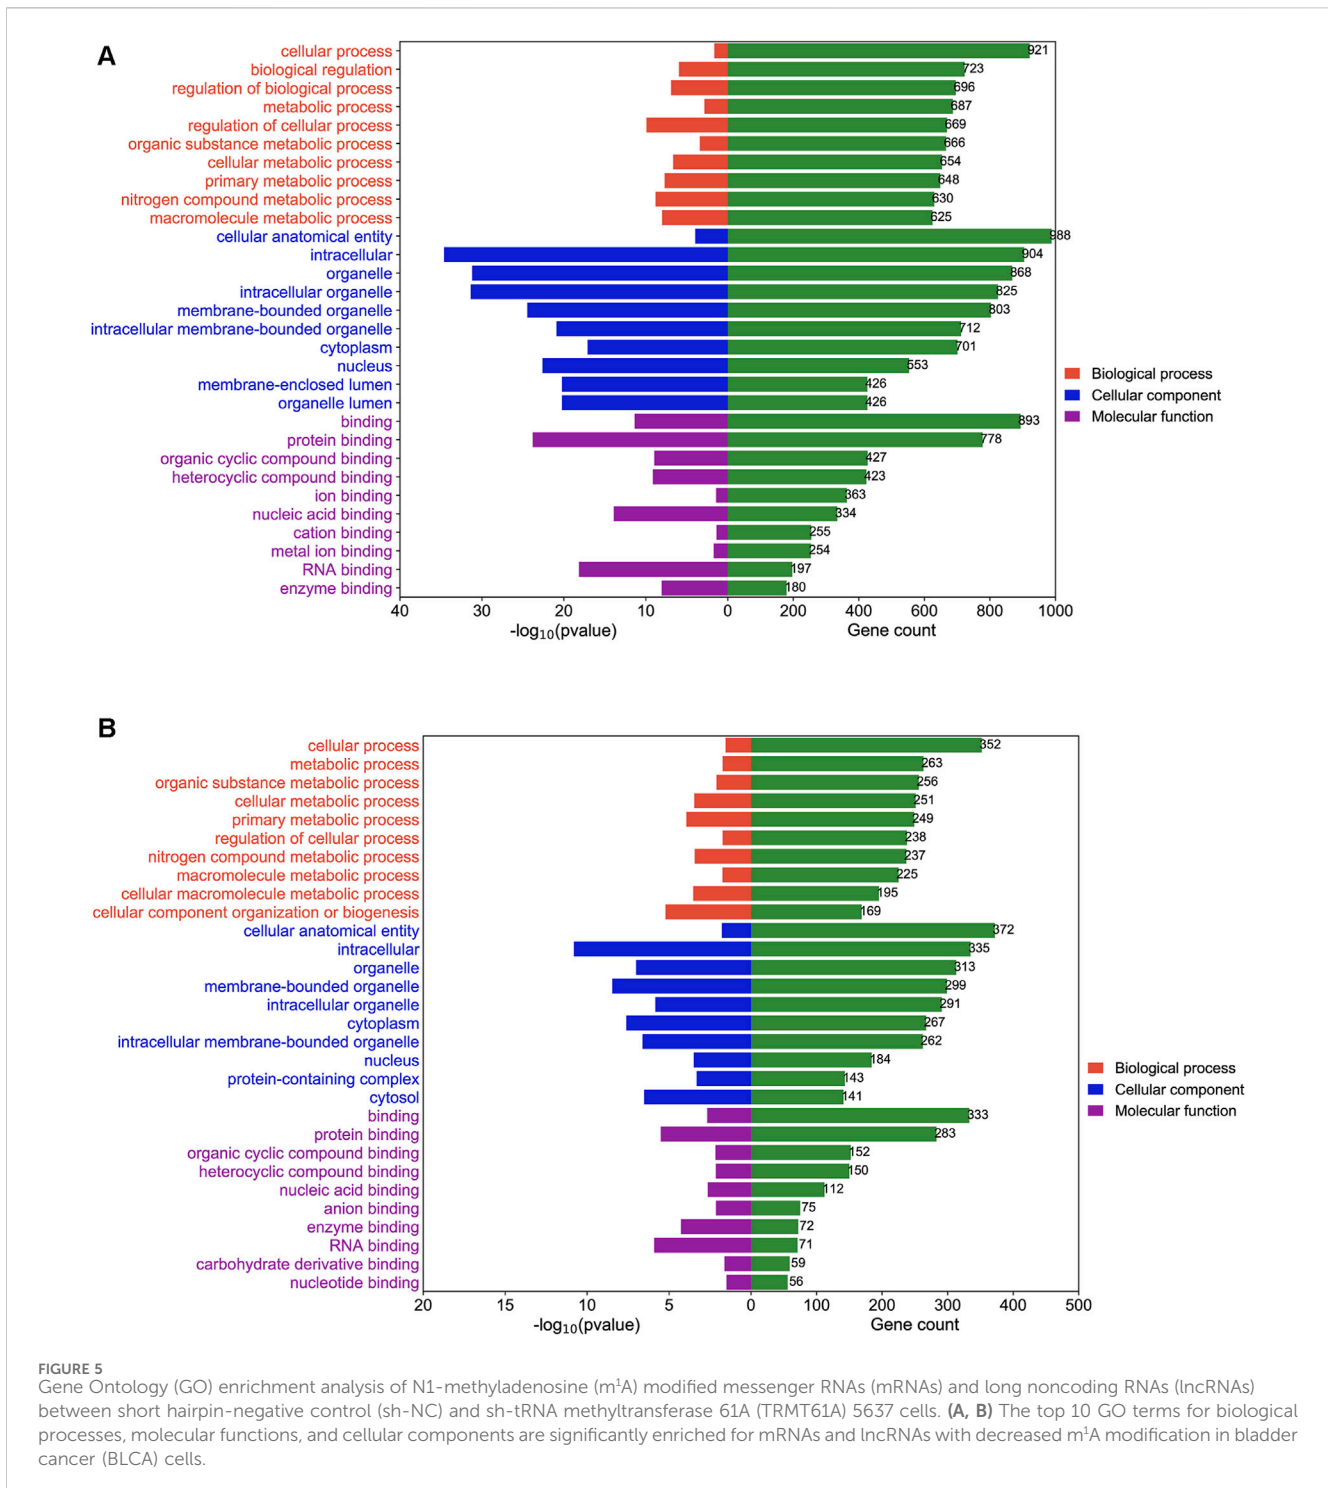 A
cellular process 921
biological regulation 723
regulation of biological process 696
metabolic process 687
regulation of cellular process 669
organic substance metabolic process 666
cellular metabolic process 654
primary metabolic process 648
nitrogen compound metabolic process 630
macromolecule metabolic process 625
cellular anatomical entity 988
intracellular 904
organelle 868
intracellular organelle 825
membrane-bounded organelle 803
intracellular membrane-bounded organelle 712
cytoplasm 701
nucleus 553
membrane-enclosed lumen 426
organelle lumen 426
binding 893
protein binding 778
organic cyclic compound binding 427
heterocyclic compound binding 423
ion binding 363
nucleic acid binding 334
cation binding 255
metal ion binding 254
RNA binding 197
enzyme binding 180
40 30 20 10 0 200 400 600 800 1000
-log₁₀(pvalue) Gene count
Biological process
Cellular component
Molecular function
B
cellular process 352
metabolic process 263
organic substance metabolic process 256
cellular metabolic process 251
primary metabolic process 249
regulation of cellular process 238
nitrogen compound metabolic process 237
macromolecule metabolic process 225
cellular macromolecule metabolic process 195
cellular component organization or biogenesis 169
cellular anatomical entity 372
intracellular 335
organelle 313
membrane-bounded organelle 299
intracellular organelle 291
cytoplasm 267
intracellular membrane-bounded organelle 262
nucleus 184
protein-containing complex 143
cytosol 141
binding 333
protein binding 283
organic cyclic compound binding 152
heterocyclic compound binding 150
nucleic acid binding 112
anion binding 75
enzyme binding 72
RNA binding 71
carbohydrate derivative binding 59
nucleotide binding 56
20 15 10 5 0 100 200 300 400 500
-log₁₀(pvalue) Gene count
Biological process
Cellular component
Molecular function
FIGURE 5
Gene Ontology (GO) enrichment analysis of N1-methyladenosine (m¹A) modified messenger RNAs (mRNAs) and long noncoding RNAs (lncRNAs)
between short hairpin-negative control (sh-NC) and sh-tRNA methyltransferase 61A (TRMT61A) 5637 cells. (A, B) The top 10 GO terms for biological
processes, molecular functions, and cellular components are significantly enriched for mRNAs and lncRNAs with decreased m¹A modification in bladder
cancer (BLCA) cells.